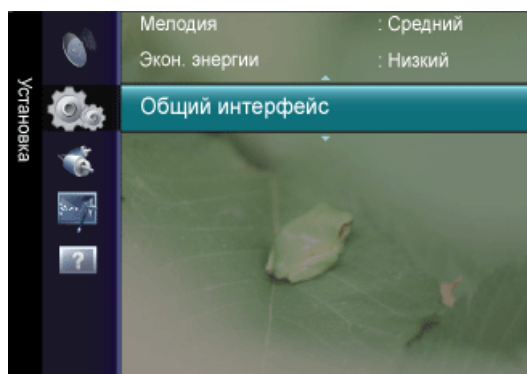 Установка
Мелодия : Средний
Экон. энергии : Низкий
Общий интерфейс
?